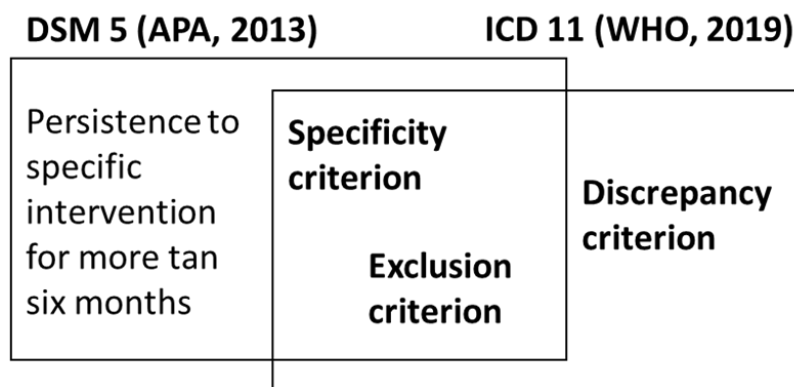 DSM 5 (APA, 2013)
ICD 11 (WHO, 2019)
Persistence to
specific
intervention
for more tan
six months
Specificity
criterion
Exclusion
criterion
Discrepancy
criterion